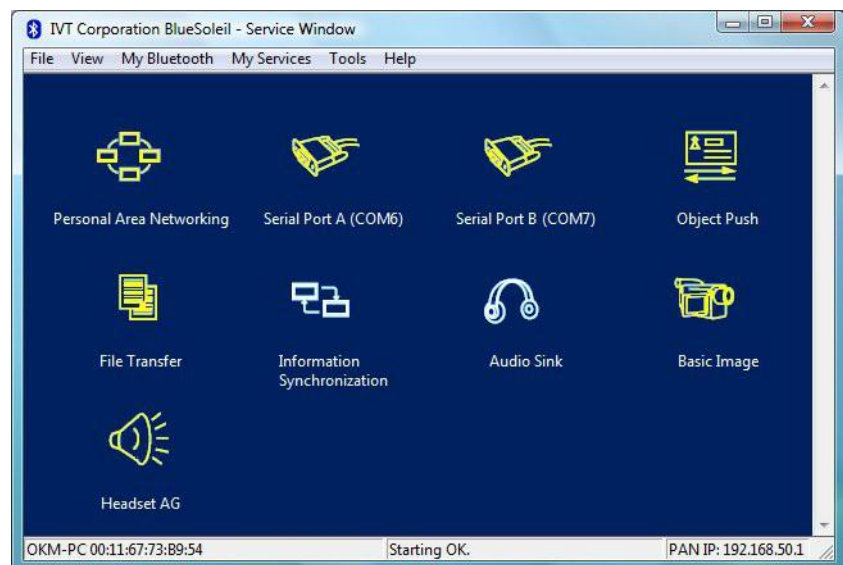 IVT Corporation BlueSoleil - Service Window
File View My Bluetooth My Services Tools Help
Personal Area Networking
Serial Port A (COM6)
Serial Port B (COM7)
Object Push
File Transfer
Information
Synchronization
Audio Sink
Basic Image
Headset AG
OKM-PC 00:11:67:73:B9:54
Starting OK.
PAN IP: 192.168.50.1